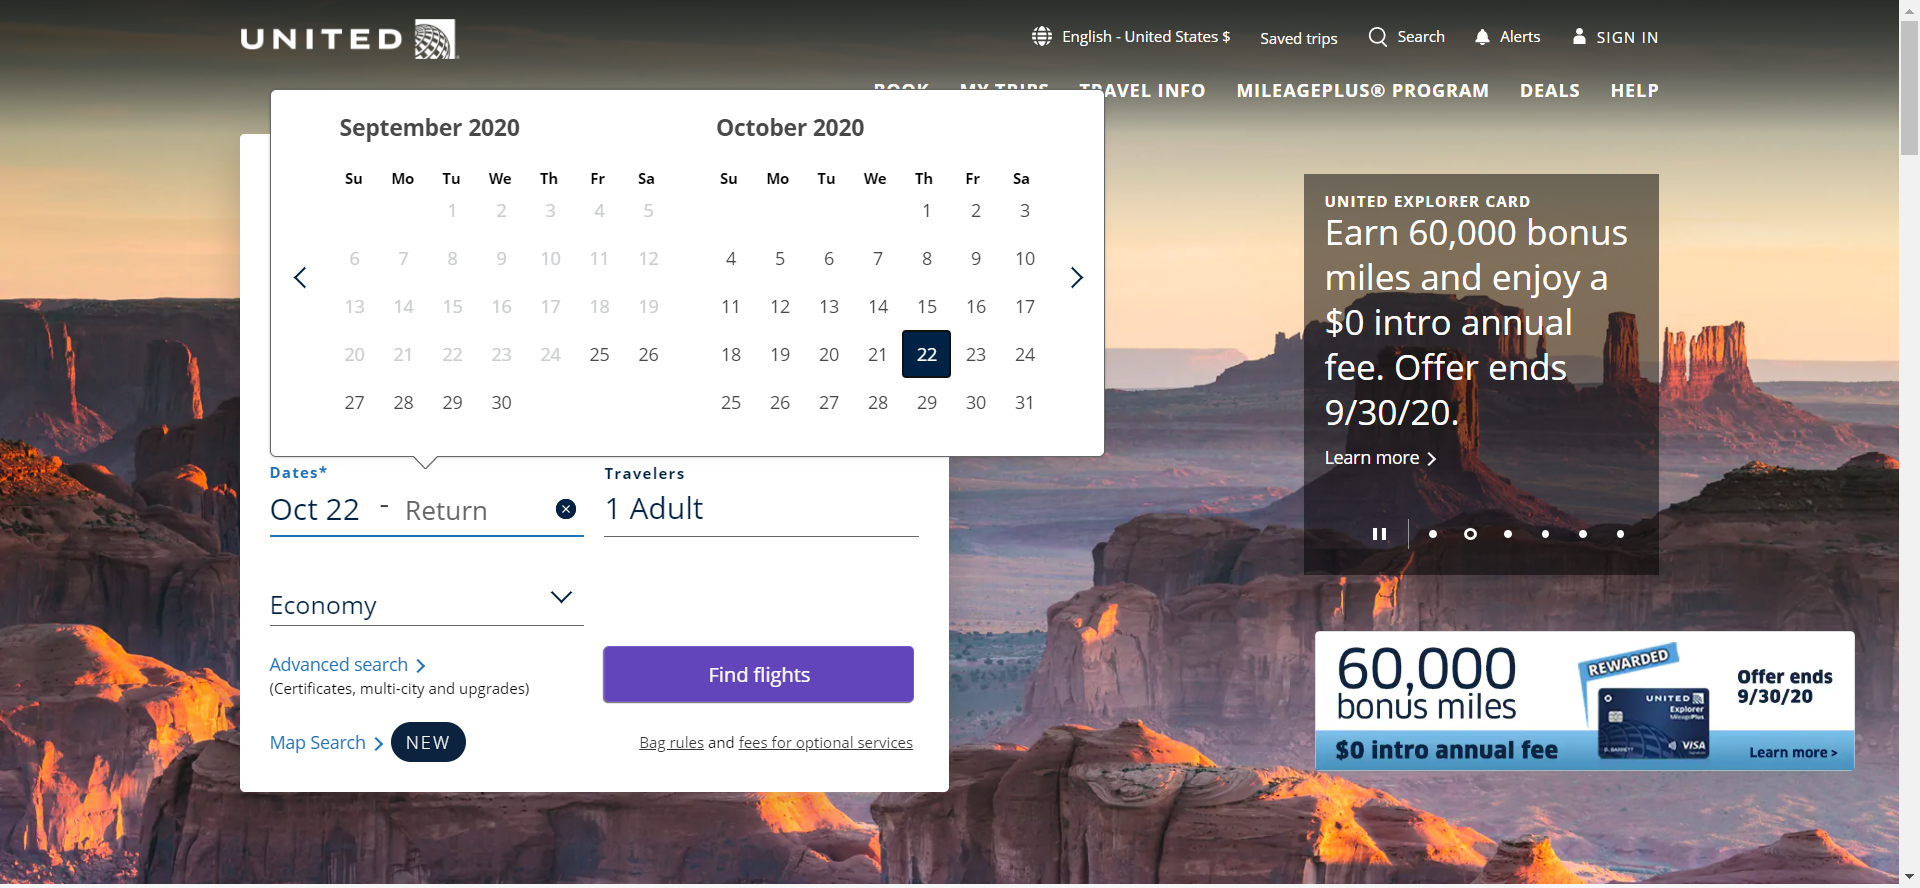 UNITED
English - United States $
Saved trips
Search
Alerts
SIGN IN
BOOK
MY TRIPS
TRAVEL INFO
MILEAGEPLUS® PROGRAM
DEALS
HELP
September 2020
Su Mo Tu We Th Fr Sa
1 2 3 4 5
6 7 8 9 10 11 12
13 14 15 16 17 18 19
20 21 22 23 24 25 26
27 28 29 30
October 2020
Su Mo Tu We Th Fr Sa
1 2 3
4 5 6 7 8 9 10
11 12 13 14 15 16 17
18 19 20 21 22 23 24
25 26 27 28 29 30 31
Dates*
Oct 22 - Return
Travelers
1 Adult
Economy
Advanced search
(Certificates, multi-city and upgrades)
Find flights
Map Search
NEW
Bag rules and fees for optional services
UNITED EXPLORER CARD
Earn 60,000 bonus
miles and enjoy a
$0 intro annual
fee. Offer ends
9/30/20.
Learn more
60,000
bonus miles
$0 intro annual fee
REWARDED
UNITED
Explorer
MileagePlus
VISA
Offer ends
9/30/20
Learn more >